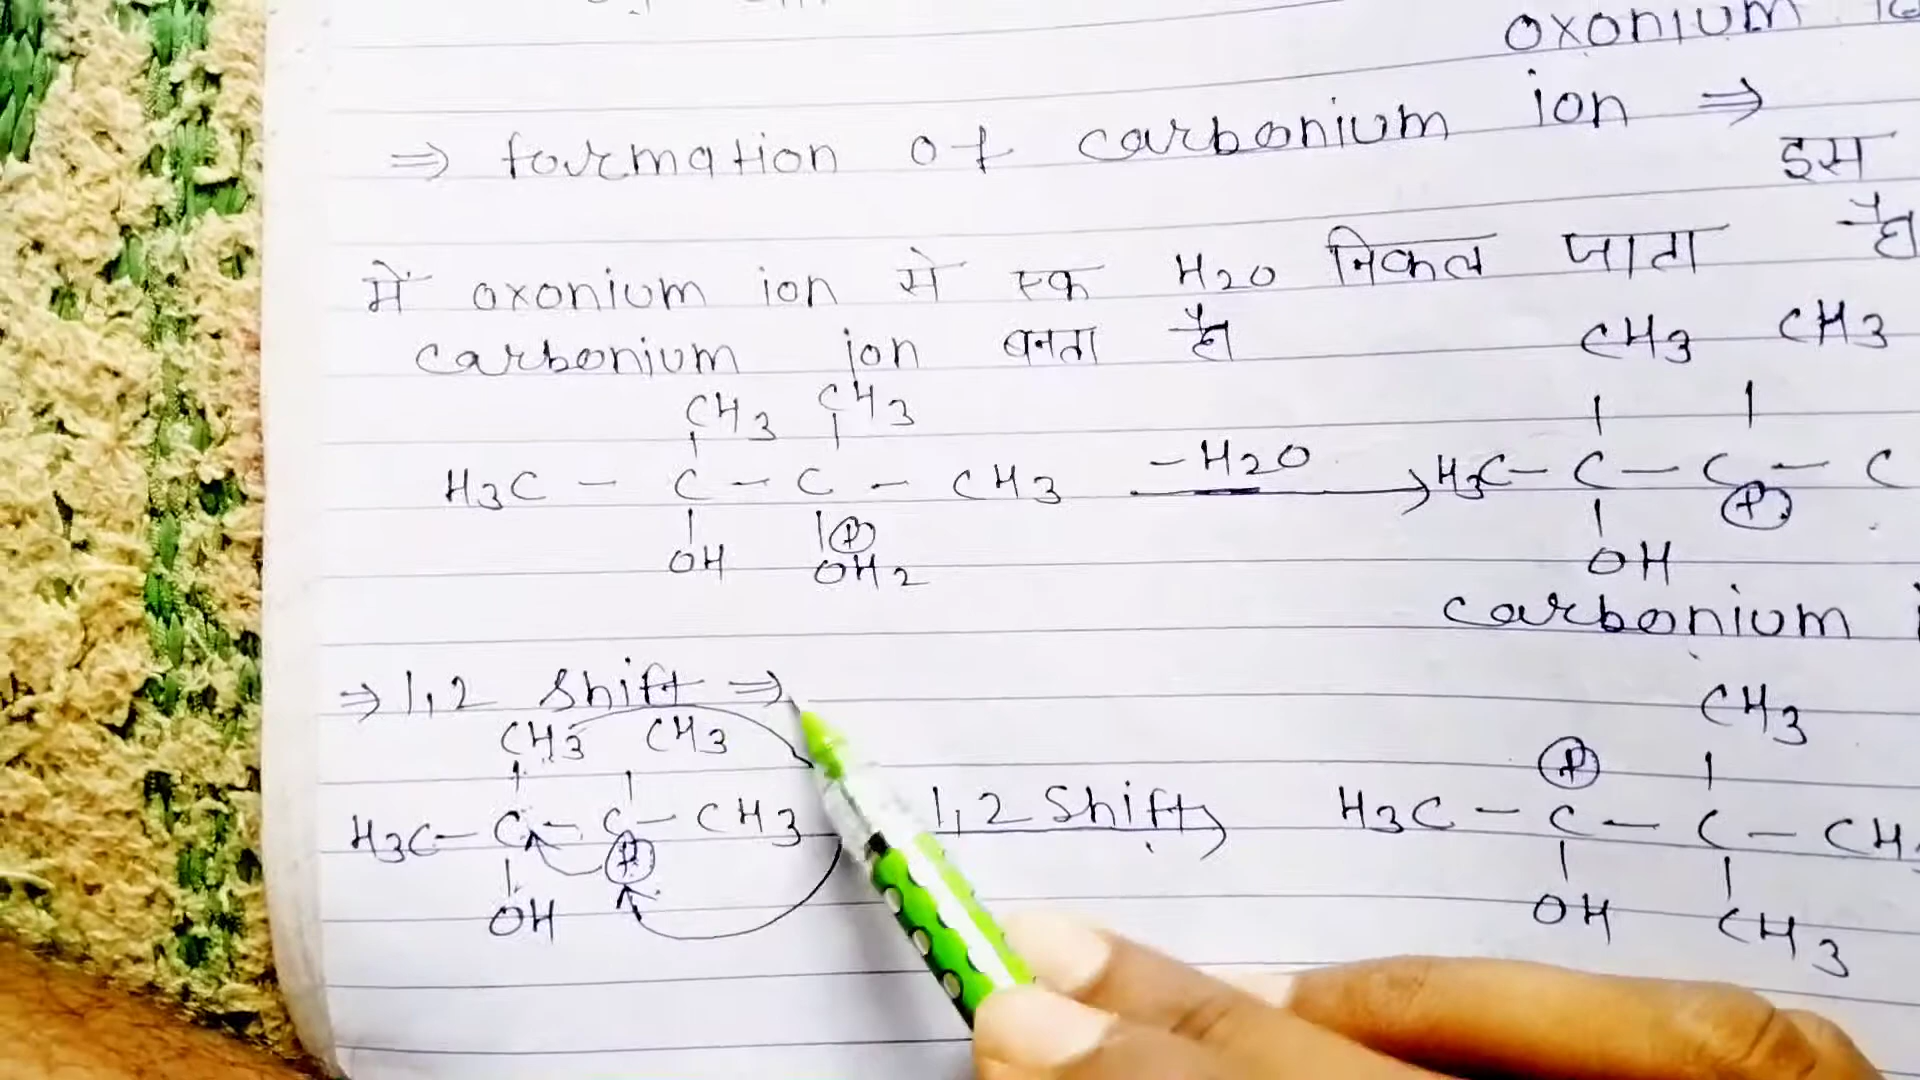 oxonium
⇒ formation of carbonium ion ⇒
इस
में oxonium ion से एक H2O निकल जाता है
carbonium ion बनता है
CH3 CH3
CH3 CH3
H3C - C - C - CH3 -H2O → H3C - C - C - C
OH OH2 ⊕
⊕ OH
carbonium
⇒ 1,2 Shift ⇒
CH3
CH3 CH3
⊕
H3C - C - C - CH3 1,2 Shift → H3C - C - C - CH
⊕
OH OH CH3